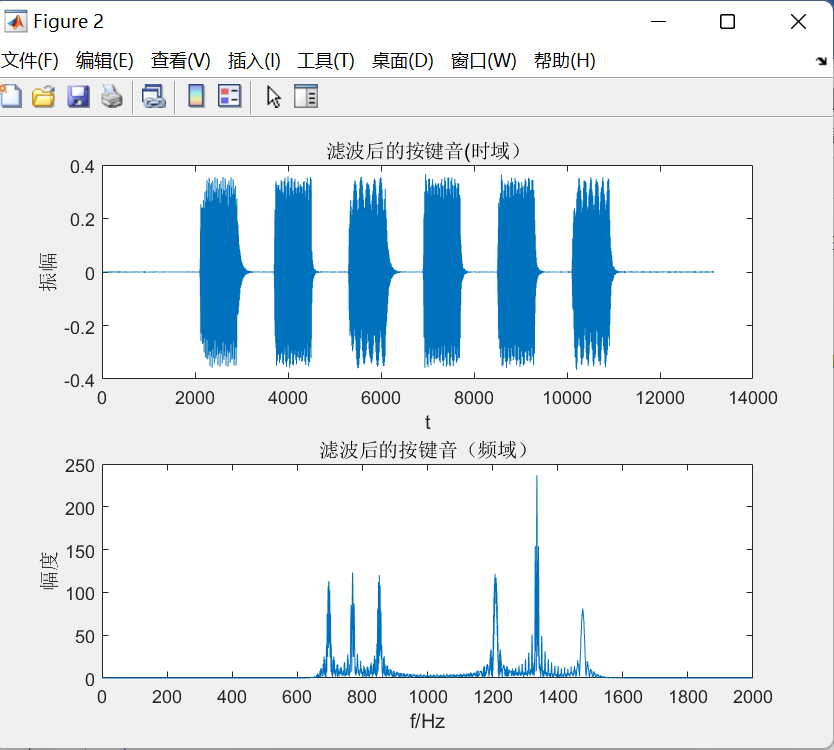 Figure 2
文件(F) 编辑(E) 查看(V) 插入(I) 工具(T) 桌面(D) 窗口(W) 帮助(H)
滤波后的按键音(时域）
0.4
0.2
0
-0.2
-0.4
振幅
0 2000 4000 6000 8000 10000 12000 14000
t
滤波后的按键音（频域）
250
200
150
100
50
0
幅度
0 200 400 600 800 1000 1200 1400 1600 1800 2000
f/Hz